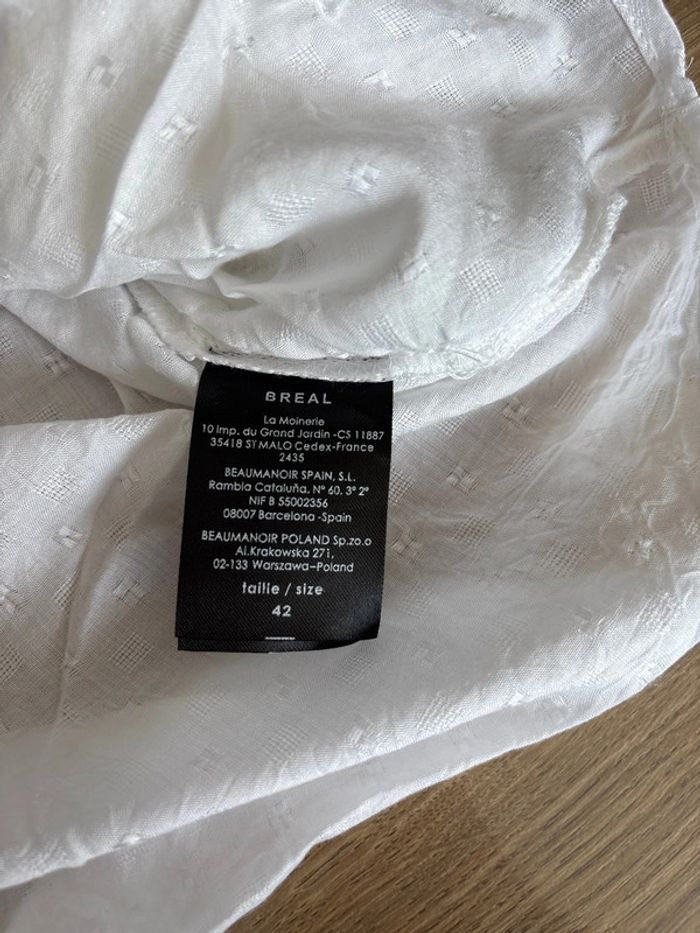 BREAL
La Moinerie
10 imp. du Grand Jardin -CS 11887
35418 ST MALO Cedex-France
2435
BEAUMANOIR SPAIN, S.L.
Rambla Cataluña, Nº 60, 3º 2ª
NIF B 55002356
08007 Barcelona -Spain
BEAUMANOIR POLAND Sp.zo.o
Al.Krakowska 271,
02-133 Warszawa–Poland
taille / size
42